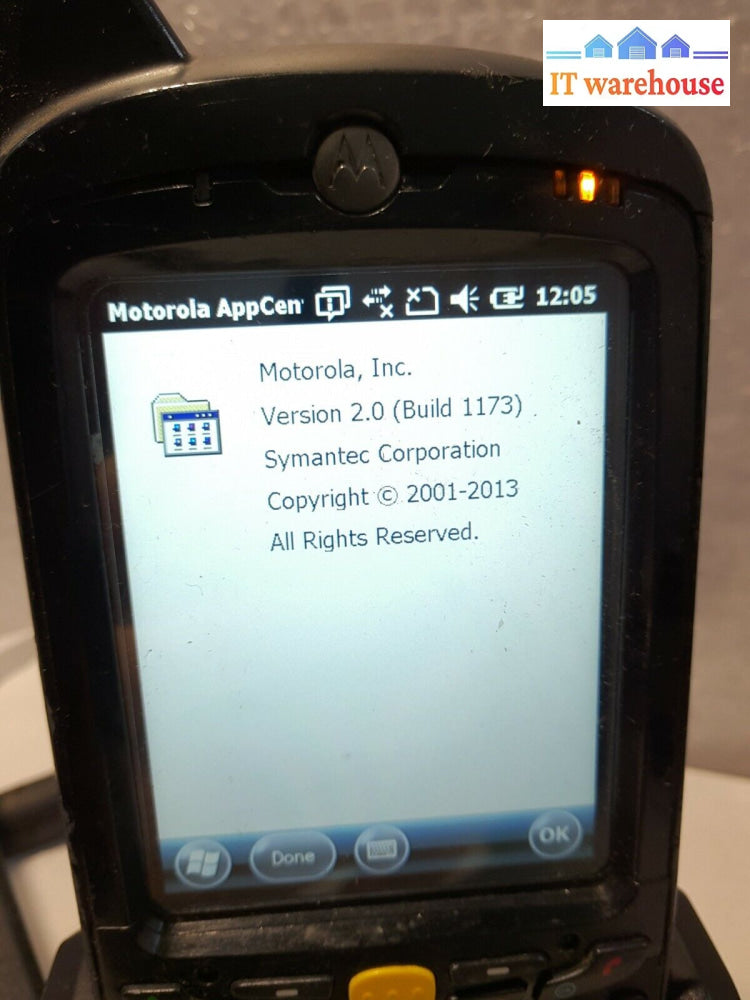 IT warehouse
Motorola AppCen
12:05
Motorola, Inc.
Version 2.0 (Build 1173)
Symantec Corporation
Copyright © 2001-2013
All Rights Reserved.
Done
OK